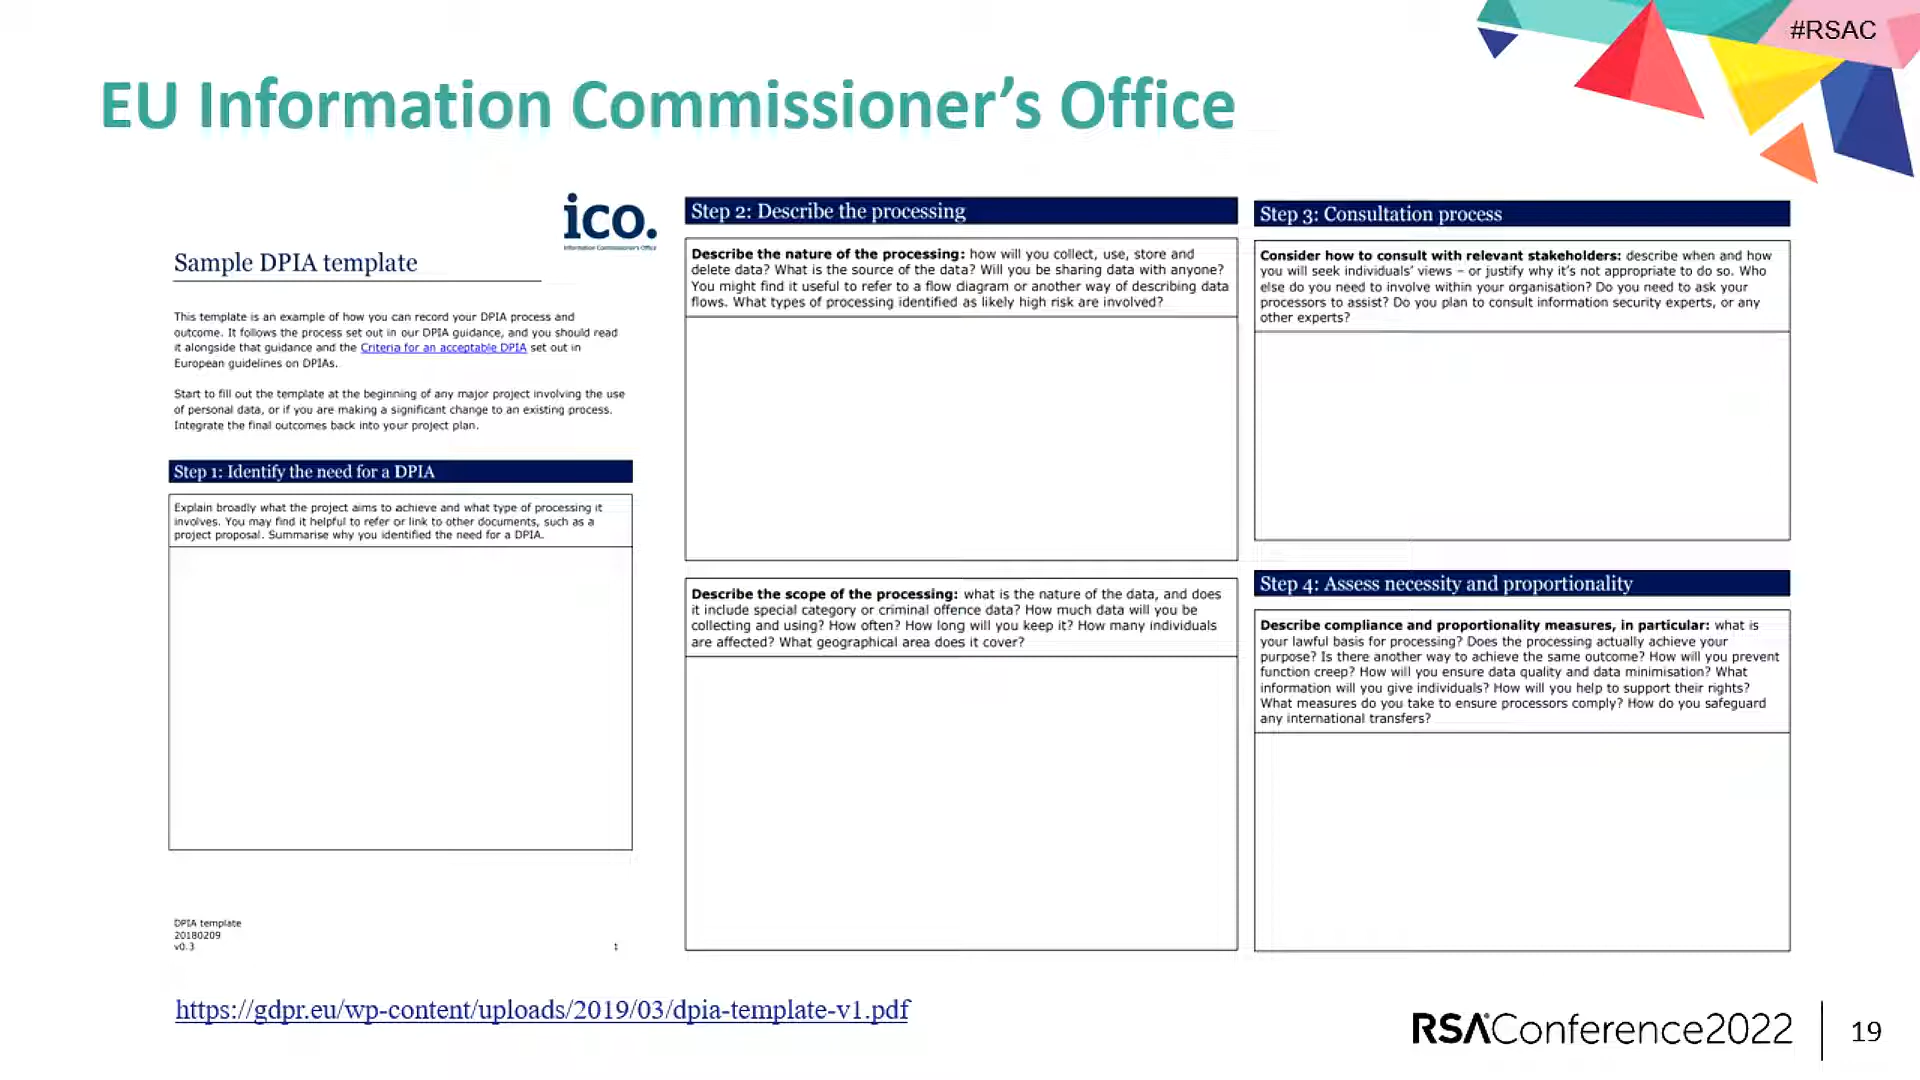 #RSAC
EU Information Commissioner's Office
ico.
Information Commissioner's Office
Sample DPIA template
This template is an example of how you can record your DPIA process and
outcome. It follows the process set out in our DPIA guidance, and you should read
it alongside that guidance and the Criteria for an acceptable DPIA set out in
European guidelines on DPIAs.
Start to fill out the template at the beginning of any major project involving the use
of personal data, or if you are making a significant change to an existing process.
Integrate the final outcomes back into your project plan.
Step 1: Identify the need for a DPIA
Explain broadly what the project aims to achieve and what type of processing it
involves. You may find it helpful to refer or link to other documents, such as a
project proposal. Summarise why you identified the need for a DPIA.
DPIA template
20180209
v0.3
1
Step 2: Describe the processing
Describe the nature of the processing: how will you collect, use, store and
delete data? What is the source of the data? Will you be sharing data with anyone?
You might find it useful to refer to a flow diagram or another way of describing data
flows. What types of processing identified as likely high risk are involved?
Describe the scope of the processing: what is the nature of the data, and does
it include special category or criminal offence data? How much data will you be
collecting and using? How often? How long will you keep it? How many individuals
are affected? What geographical area does it cover?
Step 3: Consultation process
Consider how to consult with relevant stakeholders: describe when and how
you will seek individuals' views – or justify why it's not appropriate to do so. Who
else do you need to involve within your organisation? Do you need to ask your
processors to assist? Do you plan to consult information security experts, or any
other experts?
Step 4: Assess necessity and proportionality
Describe compliance and proportionality measures, in particular: what is
your lawful basis for processing? Does the processing actually achieve your
purpose? Is there another way to achieve the same outcome? How will you prevent
function creep? How will you ensure data quality and data minimisation? What
information will you give individuals? How will you help to support their rights?
What measures do you take to ensure processors comply? How do you safeguard
any international transfers?
https://gdpr.eu/wp-content/uploads/2019/03/dpia-template-v1.pdf
RSAConference2022
19